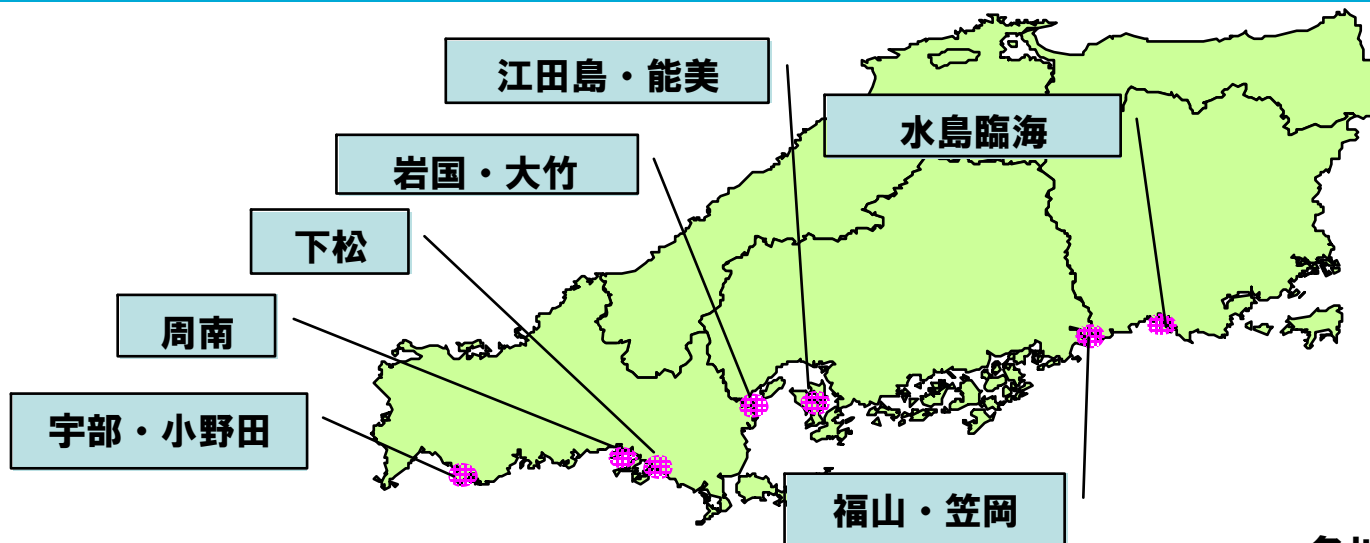 江田島・能美
水島臨海
岩国・大竹
下松
周南
宇部・小野田
福山・笠岡